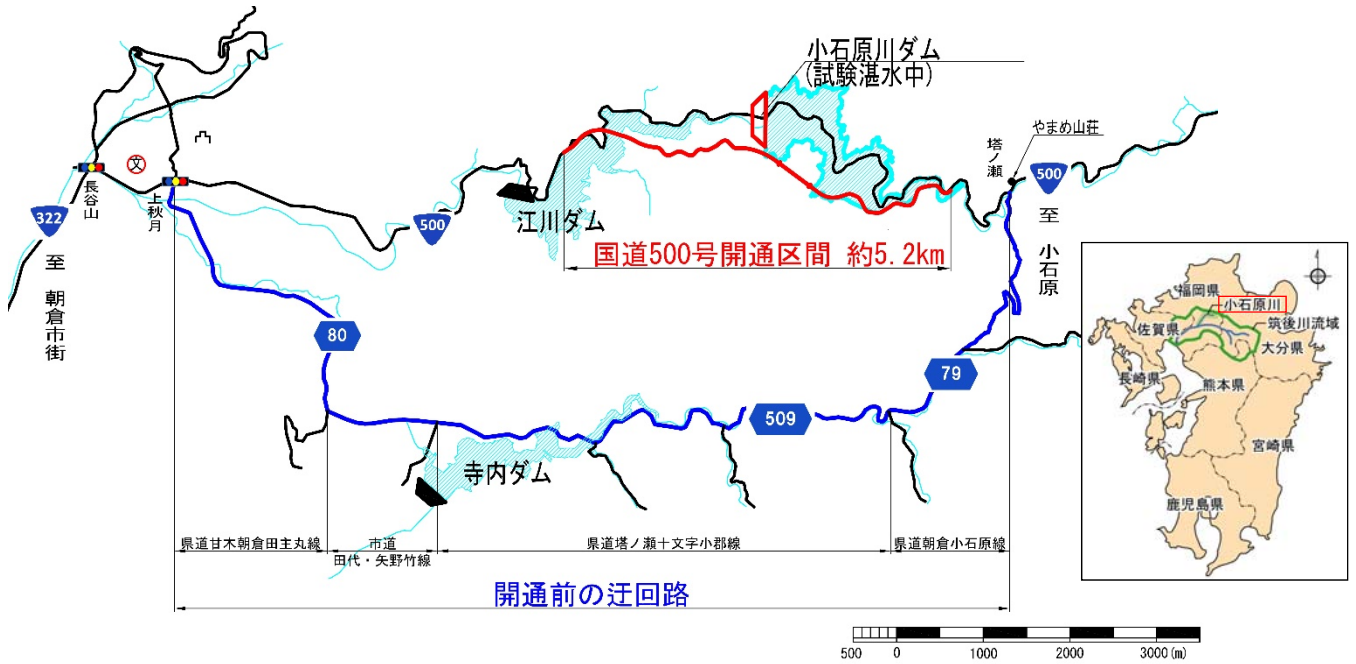 小石原川ダム
(試験湛水中)
やまめ山荘
塔ノ瀬
500
至 小石原
文
長谷山
上秋月
322
至 朝倉市街
500
江川ダム
国道500号開通区間 約5.2km
80
79
509
寺内ダム
県道甘木朝倉田主丸線
市道
田代・矢野竹線
県道塔ノ瀬十文字小郡線
県道朝倉小石原線
開通前の迂回路
福岡県
小石原川
佐賀県
筑後川流域
大分県
長崎県
熊本県
宮崎県
鹿児島県
500 0 1000 2000 3000(m)